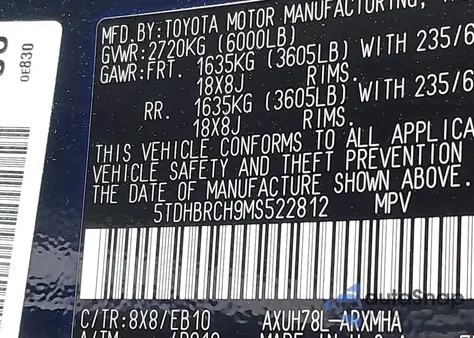 MFD.BY:TOYOTA MOTOR MANUFACTURING,
GVWR:2720KG (6000LB)
GAWR:FRT. 1635KG (3605LB) WITH 235/6
18X8J RIMS.
RR. 1635KG (3605LB) WITH 235/6
18X8J RIMS.
THIS VEHICLE CONFORMS TO ALL APPLICA
VEHICLE SAFETY AND THEFT PREVENTION
THE DATE OF MANUFACTURE SHOWN ABOVE.
5TDHBRCH9MS522812 MPV
C/TR:8X8/EB10 AXUH78L-ARXMHA
0E830
AutoSnap